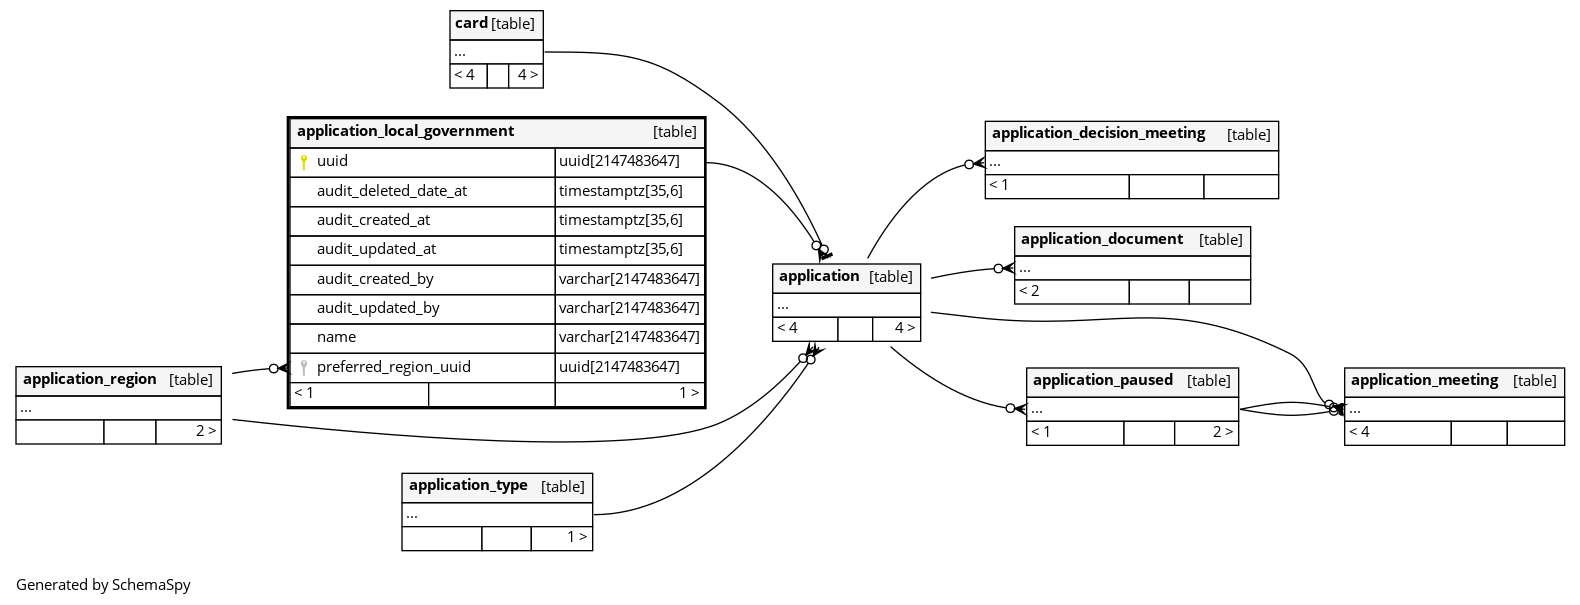 card [table]
...
< 4 4 >
application_local_government [table]
uuid uuid[2147483647]
audit_deleted_date_at timestamptz[35,6]
audit_created_at timestamptz[35,6]
audit_updated_at timestamptz[35,6]
audit_created_by varchar[2147483647]
audit_updated_by varchar[2147483647]
name varchar[2147483647]
preferred_region_uuid uuid[2147483647]
< 1 1 >
application_decision_meeting [table]
...
< 1
application_document [table]
...
< 2
application [table]
...
< 4 4 >
application_region [table]
...
2 >
application_paused [table]
...
< 1 2 >
application_meeting [table]
...
< 4
application_type [table]
...
1 >
Generated by SchemaSpy